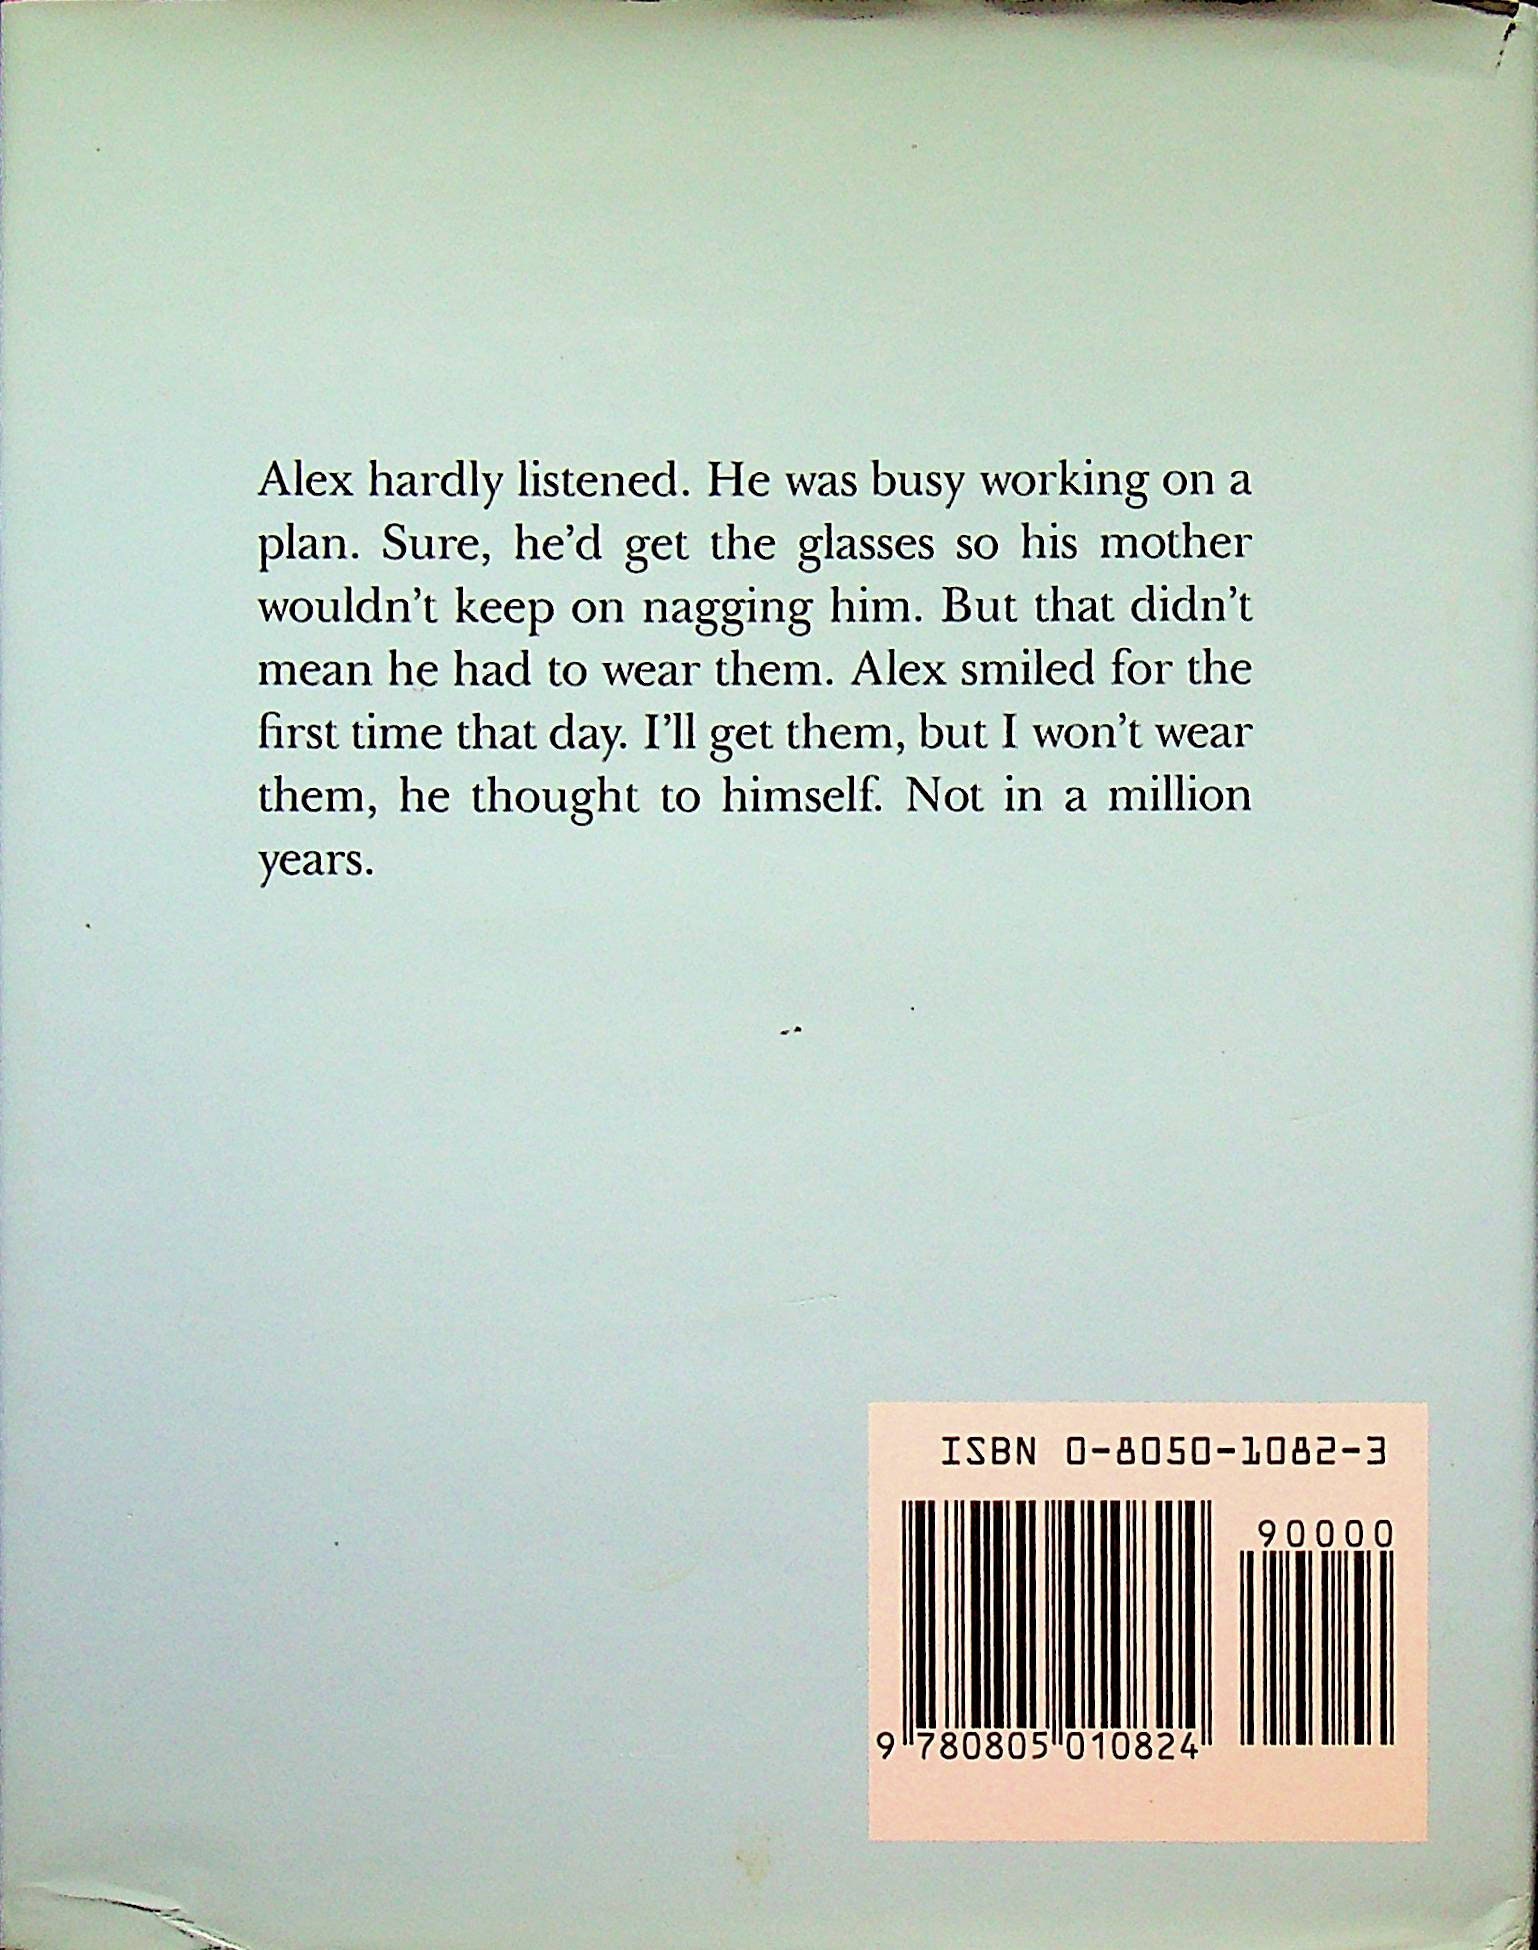 Alex hardly listened. He was busy working on a
plan. Sure, he’d get the glasses so his mother
wouldn’t keep on nagging him. But that didn’t
mean he had to wear them. Alex smiled for the
first time that day. I’ll get them, but I won’t wear
them, he thought to himself. Not in a million
years.
ISBN 0-8050-1082-3
90000
9 780805 010824